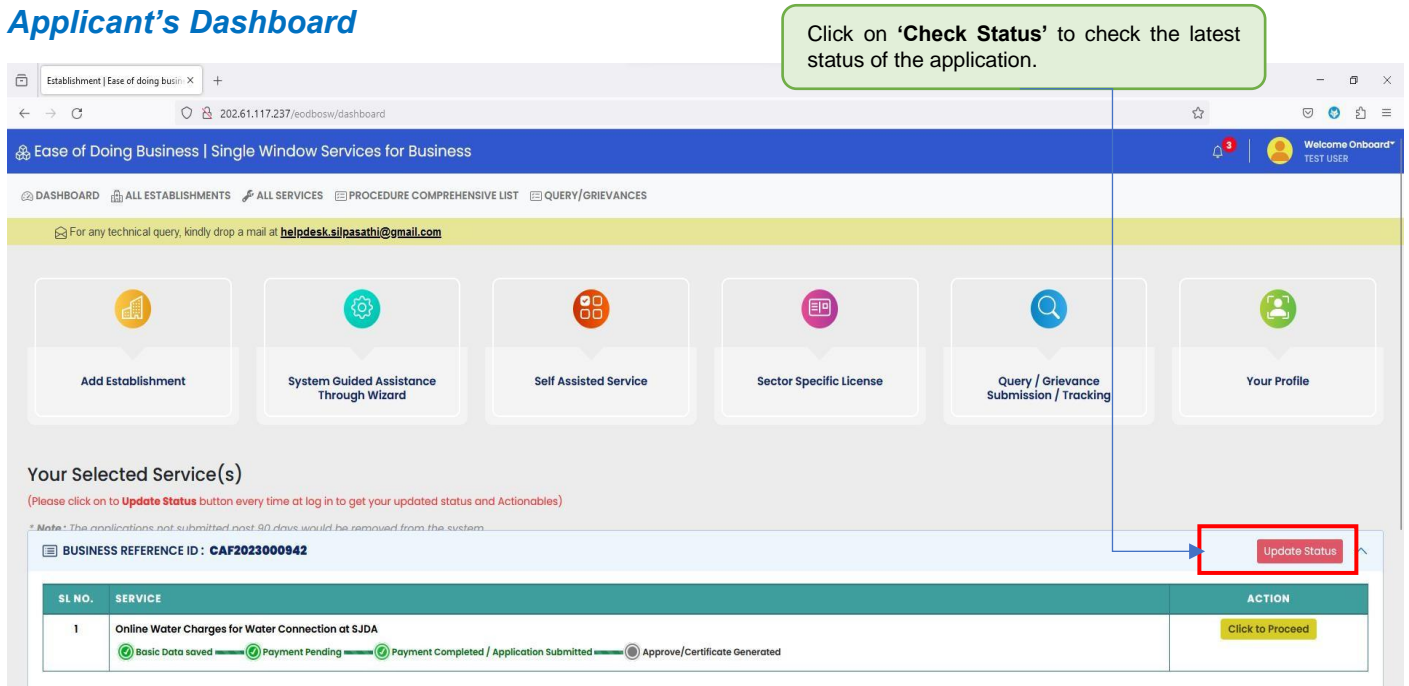 Applicant's Dashboard
Click on ‘Check Status’ to check the latest
status of the application.
Establishment | Ease of doing busin
202.61.117.237/eodbosw/dashboard
Ease of Doing Business | Single Window Services for Business
3
Welcome Onboard
TEST USER
DASHBOARD ALL ESTABLISHMENTS ALL SERVICES PROCEDURE COMPREHENSIVE LIST QUERY/GRIEVANCES
For any technical query, kindly drop a mail at helpdesk.silpasathi@gmail.com
Add Establishment
System Guided Assistance
Through Wizard
Self Assisted Service
Sector Specific License
Query / Grievance
Submission / Tracking
Your Profile
Your Selected Service(s)
(Please click on to Update Status button every time at log in to get your updated status and Actionables)
* Note : The applications not submitted past 90 days would be removed from the system
BUSINESS REFERENCE ID : CAF2023000942
Update Status
SL NO. SERVICE ACTION
1 Online Water Charges for Water Connection at SJDA Click to Proceed
Basic Data saved Payment Pending Payment Completed / Application Submitted Approve/Certificate Generated